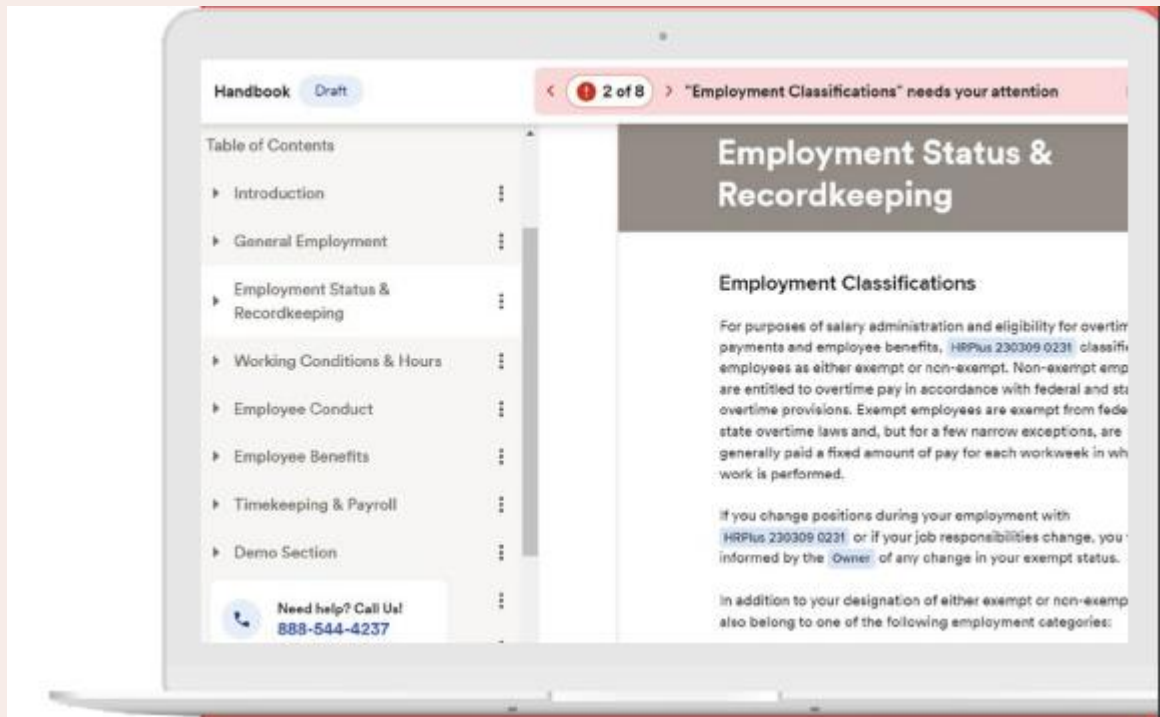 Handbook Draft
2 of 8 "Employment Classifications" needs your attention
Table of Contents
Introduction
General Employment
Employment Status &
Recordkeeping
Working Conditions & Hours
Employee Conduct
Employee Benefits
Timekeeping & Payroll
Demo Section
Need help? Call Us!
888-544-4237
Employment Status &
Recordkeeping
Employment Classifications
For purposes of salary administration and eligibility for overtim
payments and employee benefits, HRPlus 230309 0231 classifi
employees as either exempt or non-exempt. Non-exempt emp
are entitled to overtime pay in accordance with federal and sta
overtime provisions. Exempt employees are exempt from fede
state overtime laws and, but for a few narrow exceptions, are
generally paid a fixed amount of pay for each workweek in wh
work is performed.
If you change positions during your employment with
HRPlus 230309 0231 or if your job responsibilities change, you
informed by the Owner of any change in your exempt status.
In addition to your designation of either exempt or non-exemp
also belong to one of the following employment categories: